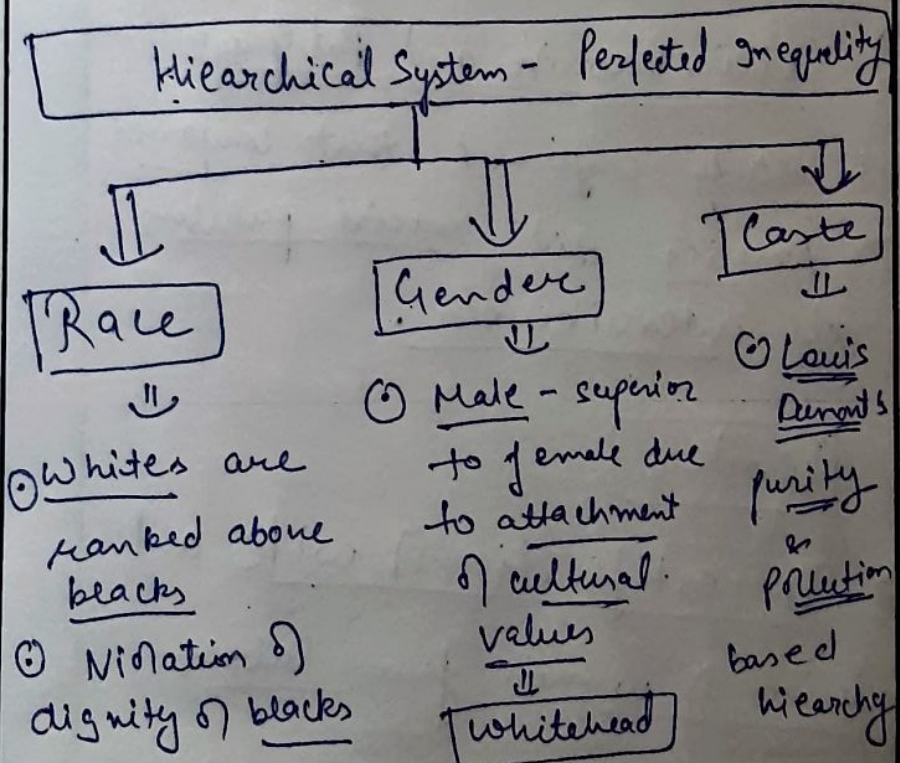 Hiearchical System - Perfected Inequality
Race
Whites are
ranked above
blacks
Violation of
dignity of blacks
Gender
Male - superior
to female due
to attachment
of cultural
values
Whitehead
Caste
Louis
Dumont's
purity
&
pollution
based
hiearchy